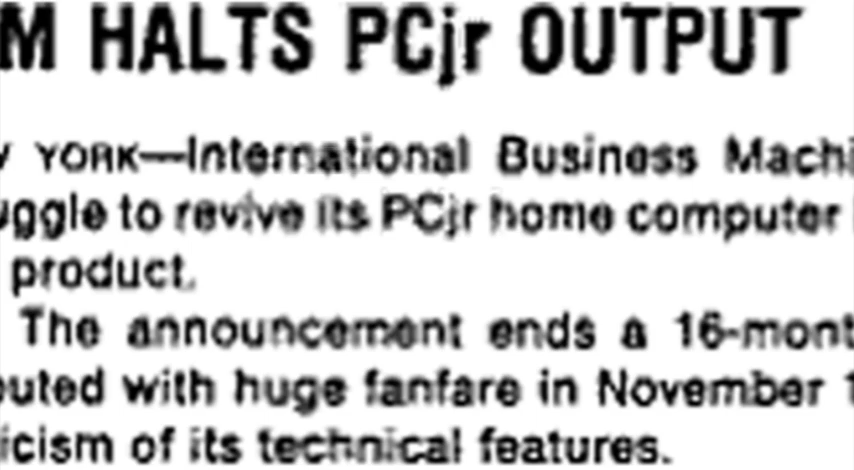 M HALTS PCjr OUTPUT
YORK—International Business Machi
uggle to revive its PCjr home computer
product.
The announcement ends a 16-mont
outed with huge fanfare in November 1
icism of its technical features.